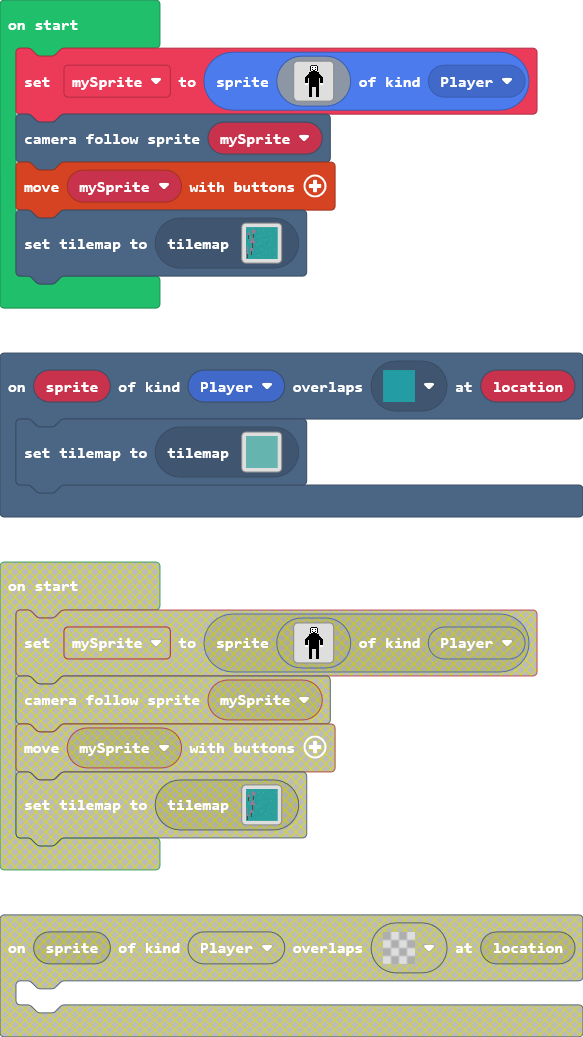 on start
set mySprite to sprite of kind Player
camera follow sprite mySprite
move mySprite with buttons
set tilemap to tilemap
on sprite of kind Player overlaps at location
set tilemap to tilemap
on start
set mySprite to sprite of kind Player
camera follow sprite mySprite
move mySprite with buttons
set tilemap to tilemap
on sprite of kind Player overlaps at location